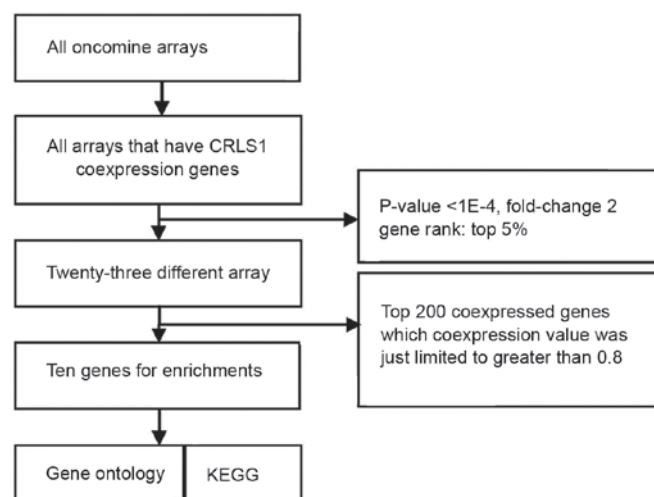 All oncomine arrays
All arrays that have CRLS1
coexpression genes
P-value <1E-4, fold-change 2
gene rank: top 5%
Twenty-three different array
Top 200 coexpressed genes
which coexpression value was
just limited to greater than 0.8
Ten genes for enrichments
Gene ontology
KEGG